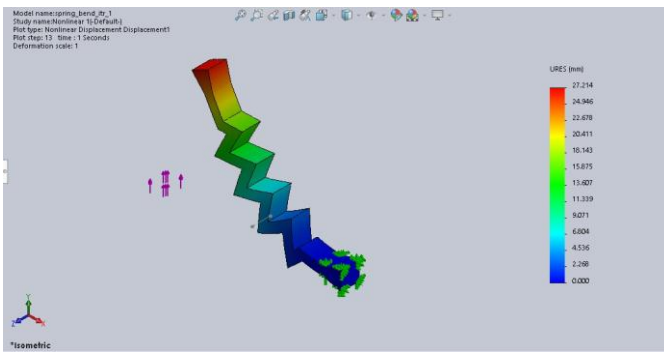 Model name:spring_bend_itr_1
Study name:Nonlinear 1(-Default-)
Plot type: Nonlinear Displacement Displacement1
Plot step: 13 time : 1 Seconds
Deformation scale: 1
URES (mm)
27.214
24.946
22.678
20.411
18.143
15.875
13.607
11.339
9.071
6.804
4.536
2.268
0.000
Y
Z
X
*Isometric